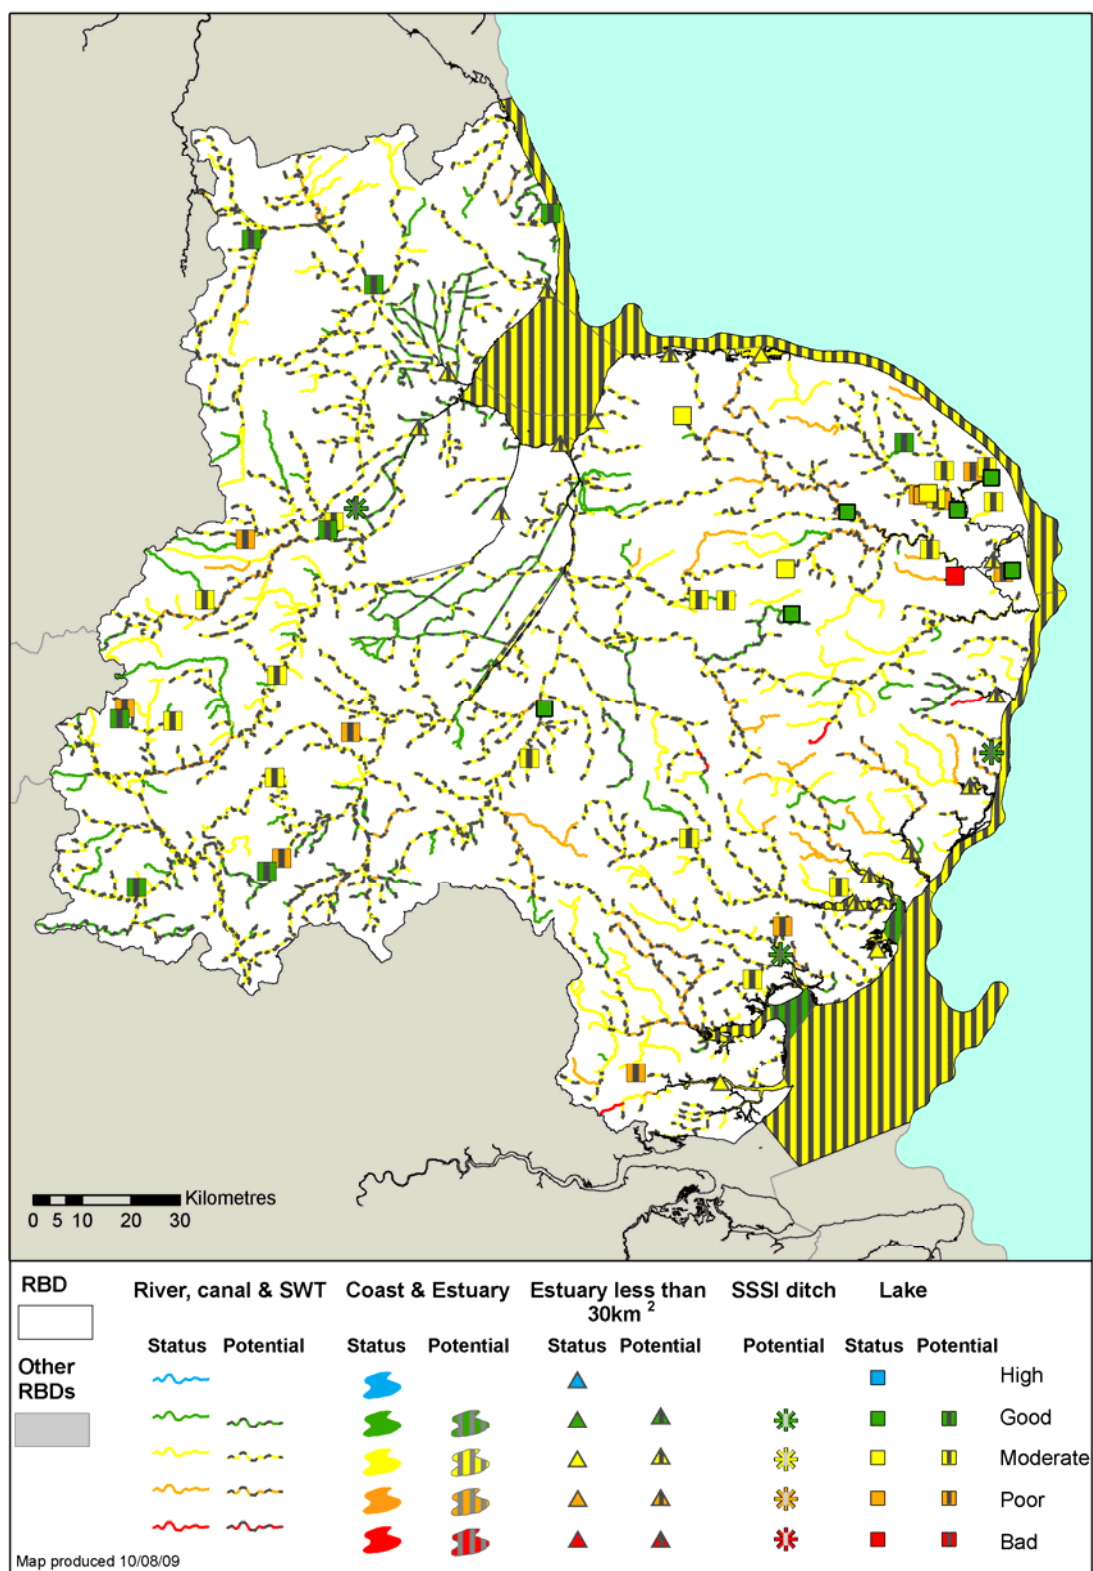 Kilometres
0 5 10 20 30
RBD
River, canal & SWT
Coast & Estuary
Estuary less than
30km 2
SSSI ditch
Lake
Other
RBDs
Status Potential
Status Potential
Status Potential
Potential
Status Potential
High
Good
Moderate
Poor
Bad
Map produced 10/08/09